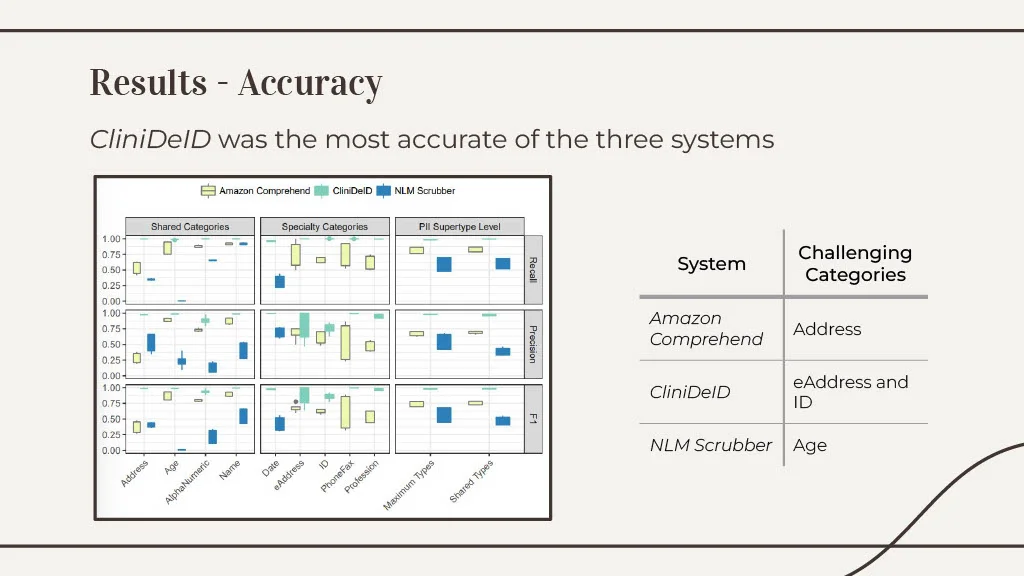 Results - Accuracy
CliniDeID was the most accurate of the three systems
Amazon Comprehend CliniDeID NLM Scrubber
Shared Categories Specialty Categories PII Supertype Level
1.00
0.75
0.50
0.25
0.00
Recall
1.00
0.75
0.50
0.25
0.00
Precision
1.00
0.75
0.50
0.25
0.00
F1
Address Age AlphaNumeric Name Date eAddress ID PhoneFax Profession Maximum Types Shared Types
System Challenging
Categories
Amazon
Comprehend Address
CliniDeID eAddress and
ID
NLM Scrubber Age